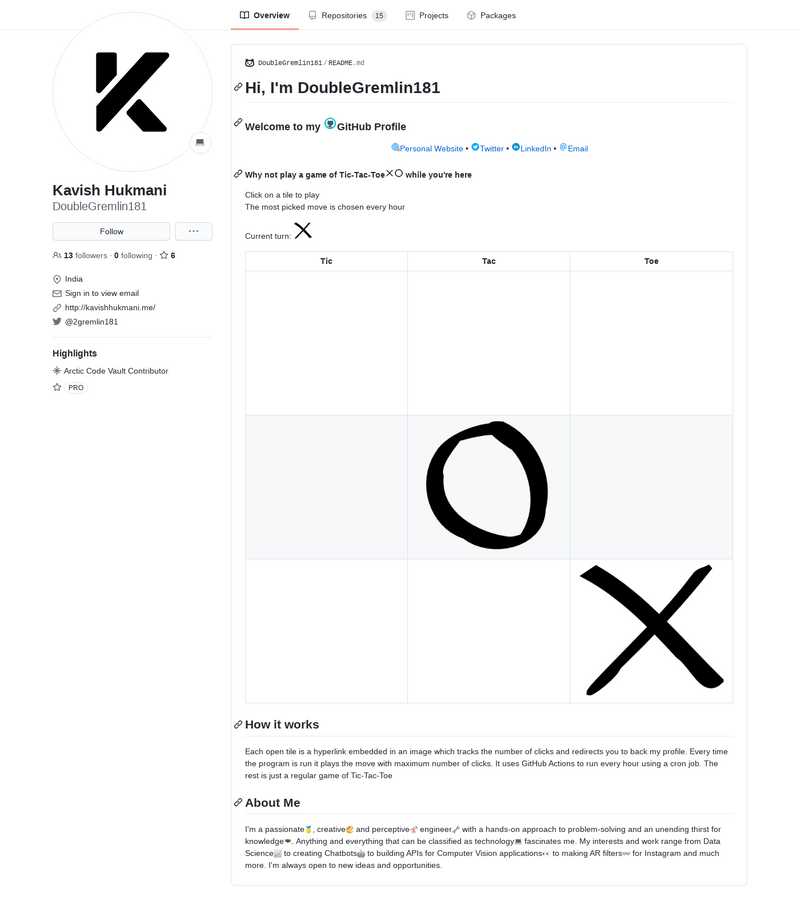 Overview
Repositories 15
Projects
Packages
Kavish Hukmani
DoubleGremlin181
Follow
13 followers · 0 following · 6
India
Sign in to view email
http://kavishhukmani.me/
@2gremlin181
Highlights
Arctic Code Vault Contributor
PRO
DoubleGremlin181/README.md
Hi, I'm DoubleGremlin181
Welcome to my GitHub Profile
Personal Website • Twitter • LinkedIn • Email
Why not play a game of Tic-Tac-Toe while you're here
Click on a tile to play
The most picked move is chosen every hour
Current turn:
Tic Tac Toe
How it works
Each open tile is a hyperlink embedded in an image which tracks the number of clicks and redirects you to back my profile. Every time
the program is run it plays the move with maximum number of clicks. It uses GitHub Actions to run every hour using a cron job. The
rest is just a regular game of Tic-Tac-Toe
About Me
I'm a passionate, creative and perceptive engineer with a hands-on approach to problem-solving and an unending thirst for
knowledge. Anything and everything that can be classified as technology fascinates me. My interests and work range from Data
Science to creating Chatbots to building APIs for Computer Vision applications to making AR filters for Instagram and much
more. I'm always open to new ideas and opportunities.